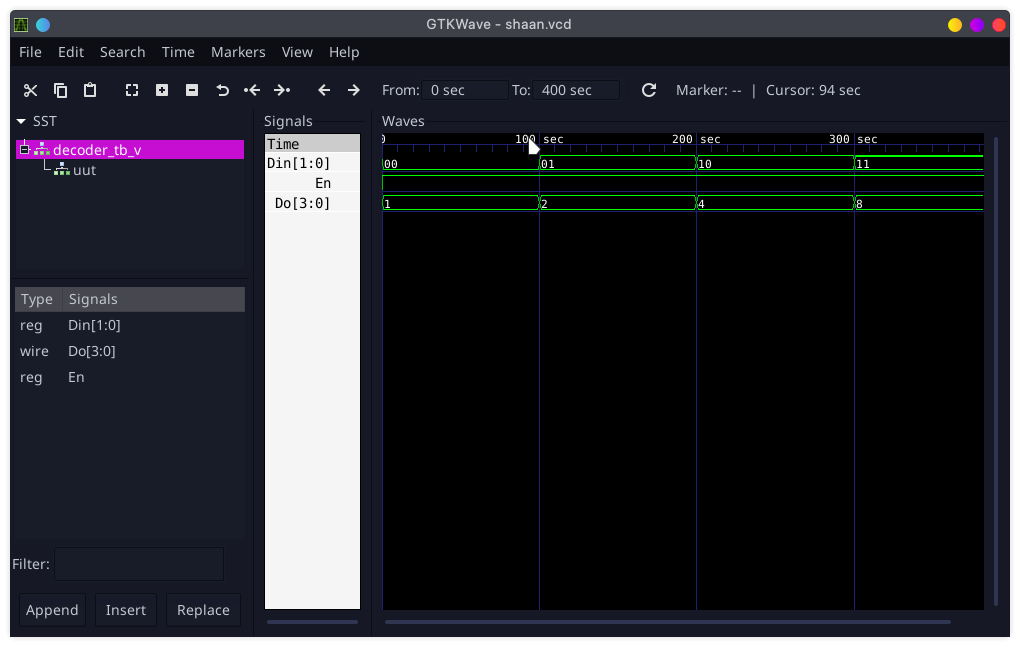 GTKWave - shaan.vcd
File Edit Search Time Markers View Help
From: 0 sec To: 400 sec Marker: -- | Cursor: 94 sec
SST
decoder_tb_v
uut
Type Signals
reg Din[1:0]
wire Do[3:0]
reg En
Filter:
Append Insert Replace
Signals
Time
Din[1:0]
En
Do[3:0]
Waves
0 100 sec 200 sec 300 sec
00 01 10 11
1 2 4 8